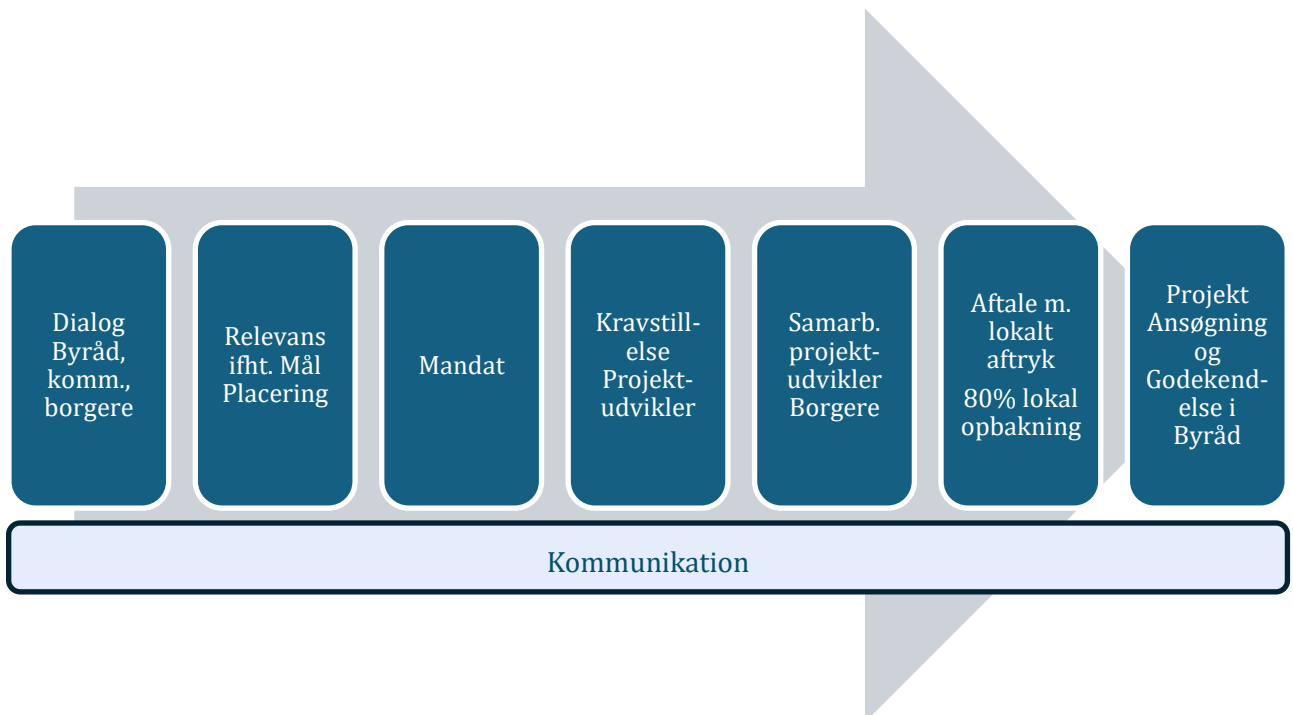 Dialog
Byråd,
komm.,
borgere
Relevans
ifht. Mål
Placering
Mandat
Kravstill-
else
Projekt-
udvikler
Samarb.
projekt-
udvikler
Borgere
Aftale m.
lokalt
aftryk
80% lokal
opbakning
Projekt
Ansøgning
og
Godekend-
else i
Byråd
Kommunikation